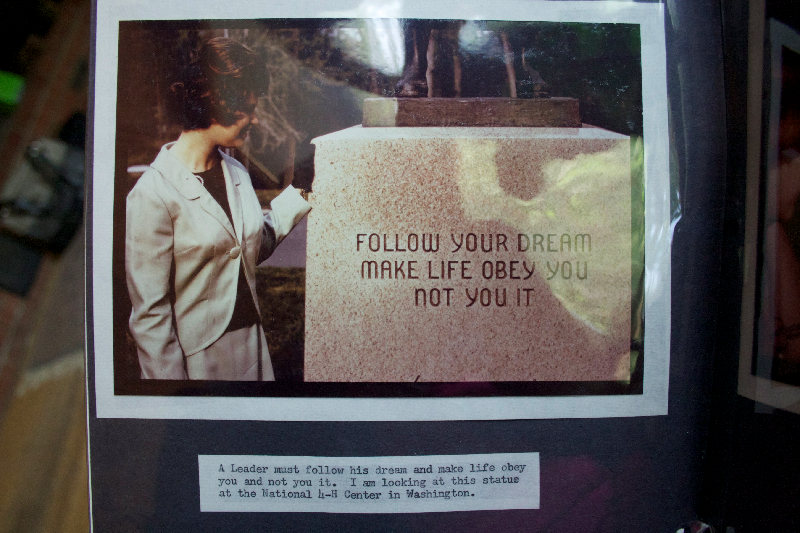 FOLLOW YOUR DREAM
MAKE LIFE OBEY YOU
NOT YOU IT
A Leader must follow his dream and make life obey
you and not you it. I am looking at this statue
at the National 4-H Center in Washington.